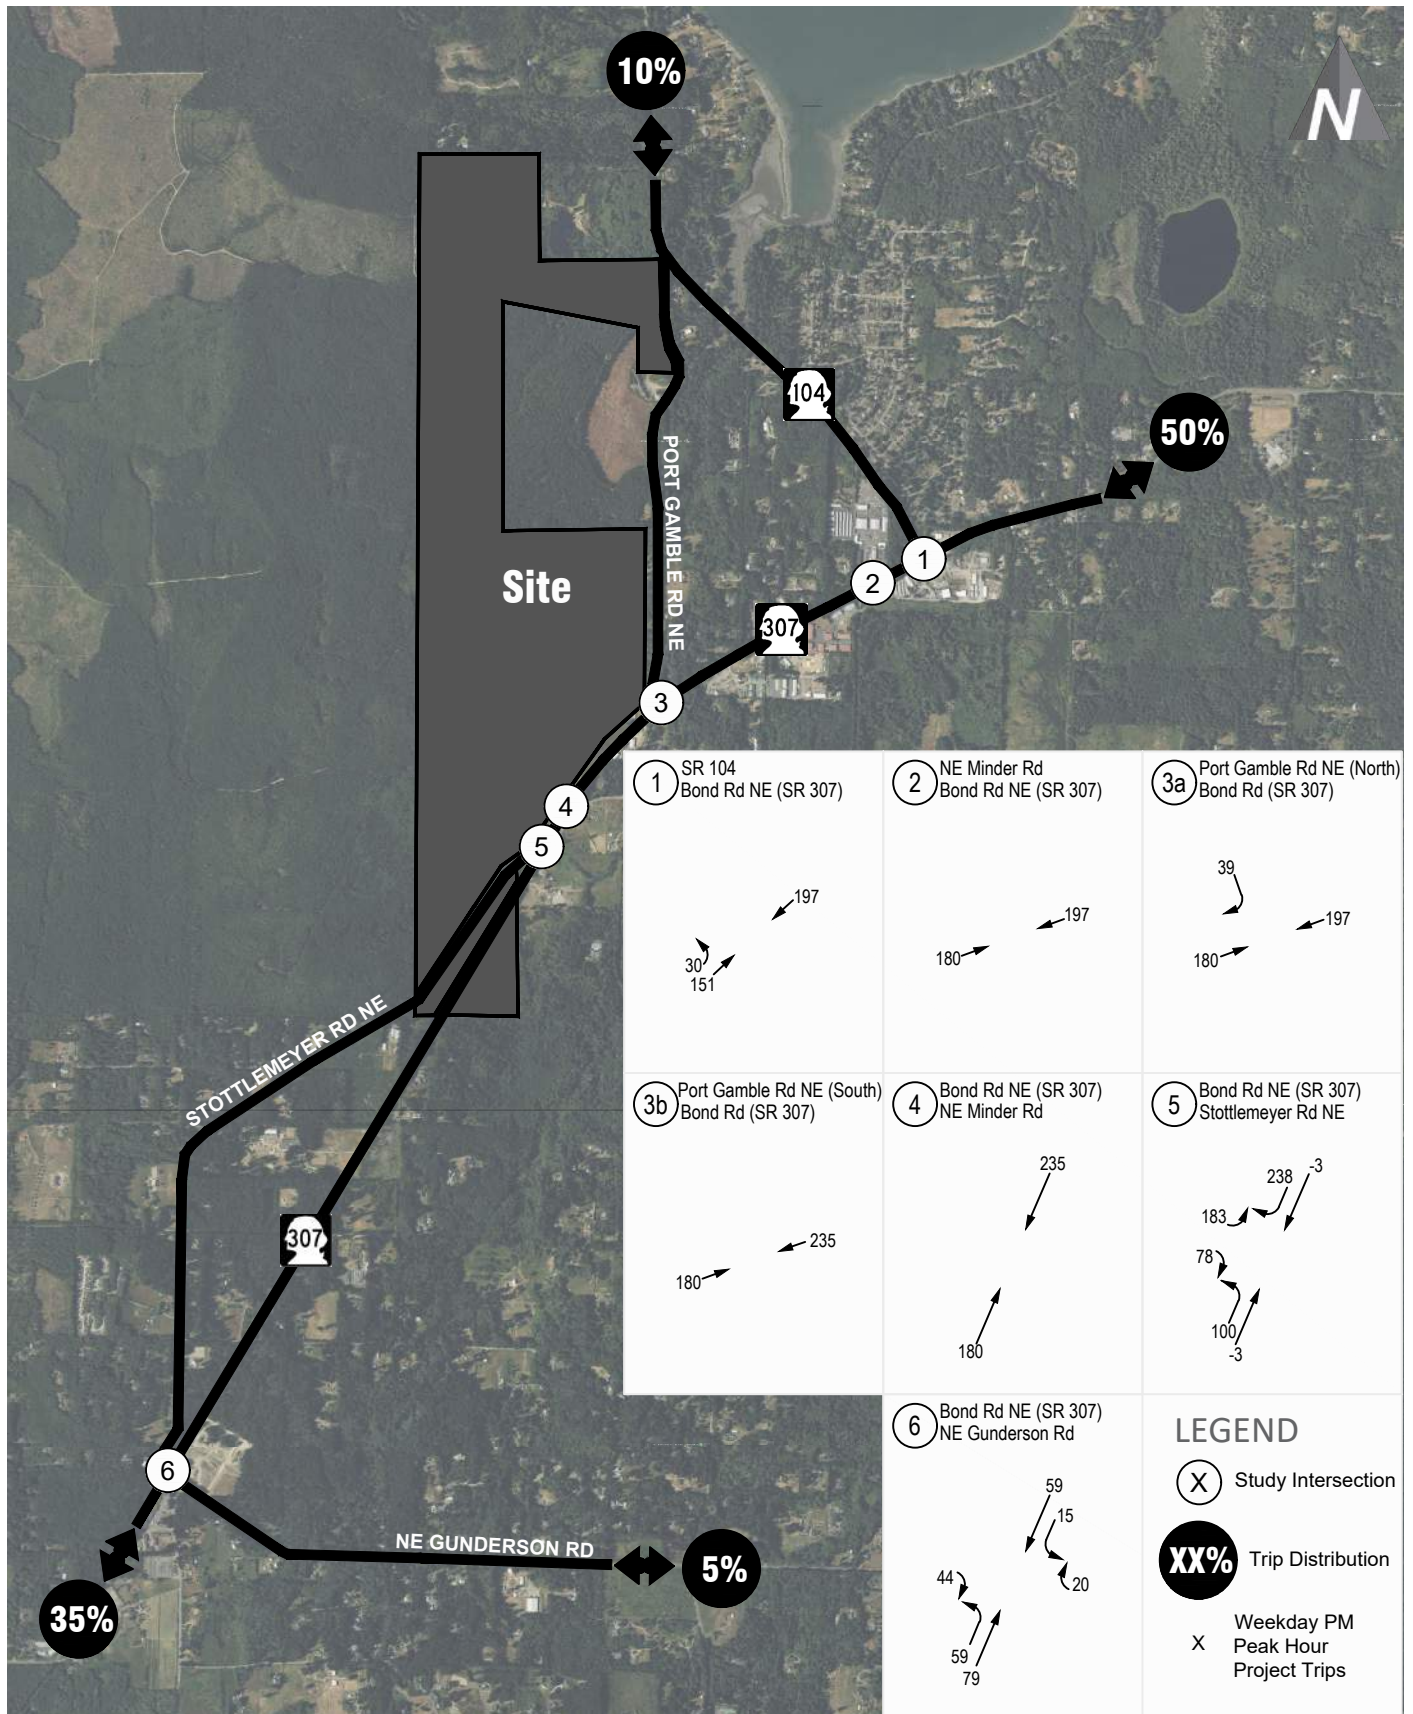 10%
N
104
50%
PORT GAMBLE RD NE
1
2
Site
307
3
4
5
STOTTLEMEYER RD NE
307
6
NE GUNDERSON RD
5%
35%
1 SR 104
Bond Rd NE (SR 307)
197
30
151
2 NE Minder Rd
Bond Rd NE (SR 307)
197
180
3a Port Gamble Rd NE (North)
Bond Rd (SR 307)
39
197
180
3b Port Gamble Rd NE (South)
Bond Rd (SR 307)
235
180
4 Bond Rd NE (SR 307)
NE Minder Rd
235
180
5 Bond Rd NE (SR 307)
Stottlemeyer Rd NE
-3
238
183
78
100
-3
6 Bond Rd NE (SR 307)
NE Gunderson Rd
59
15
44
20
59
79
LEGEND
X Study Intersection
XX% Trip Distribution
X Weekday PM
Peak Hour
Project Trips